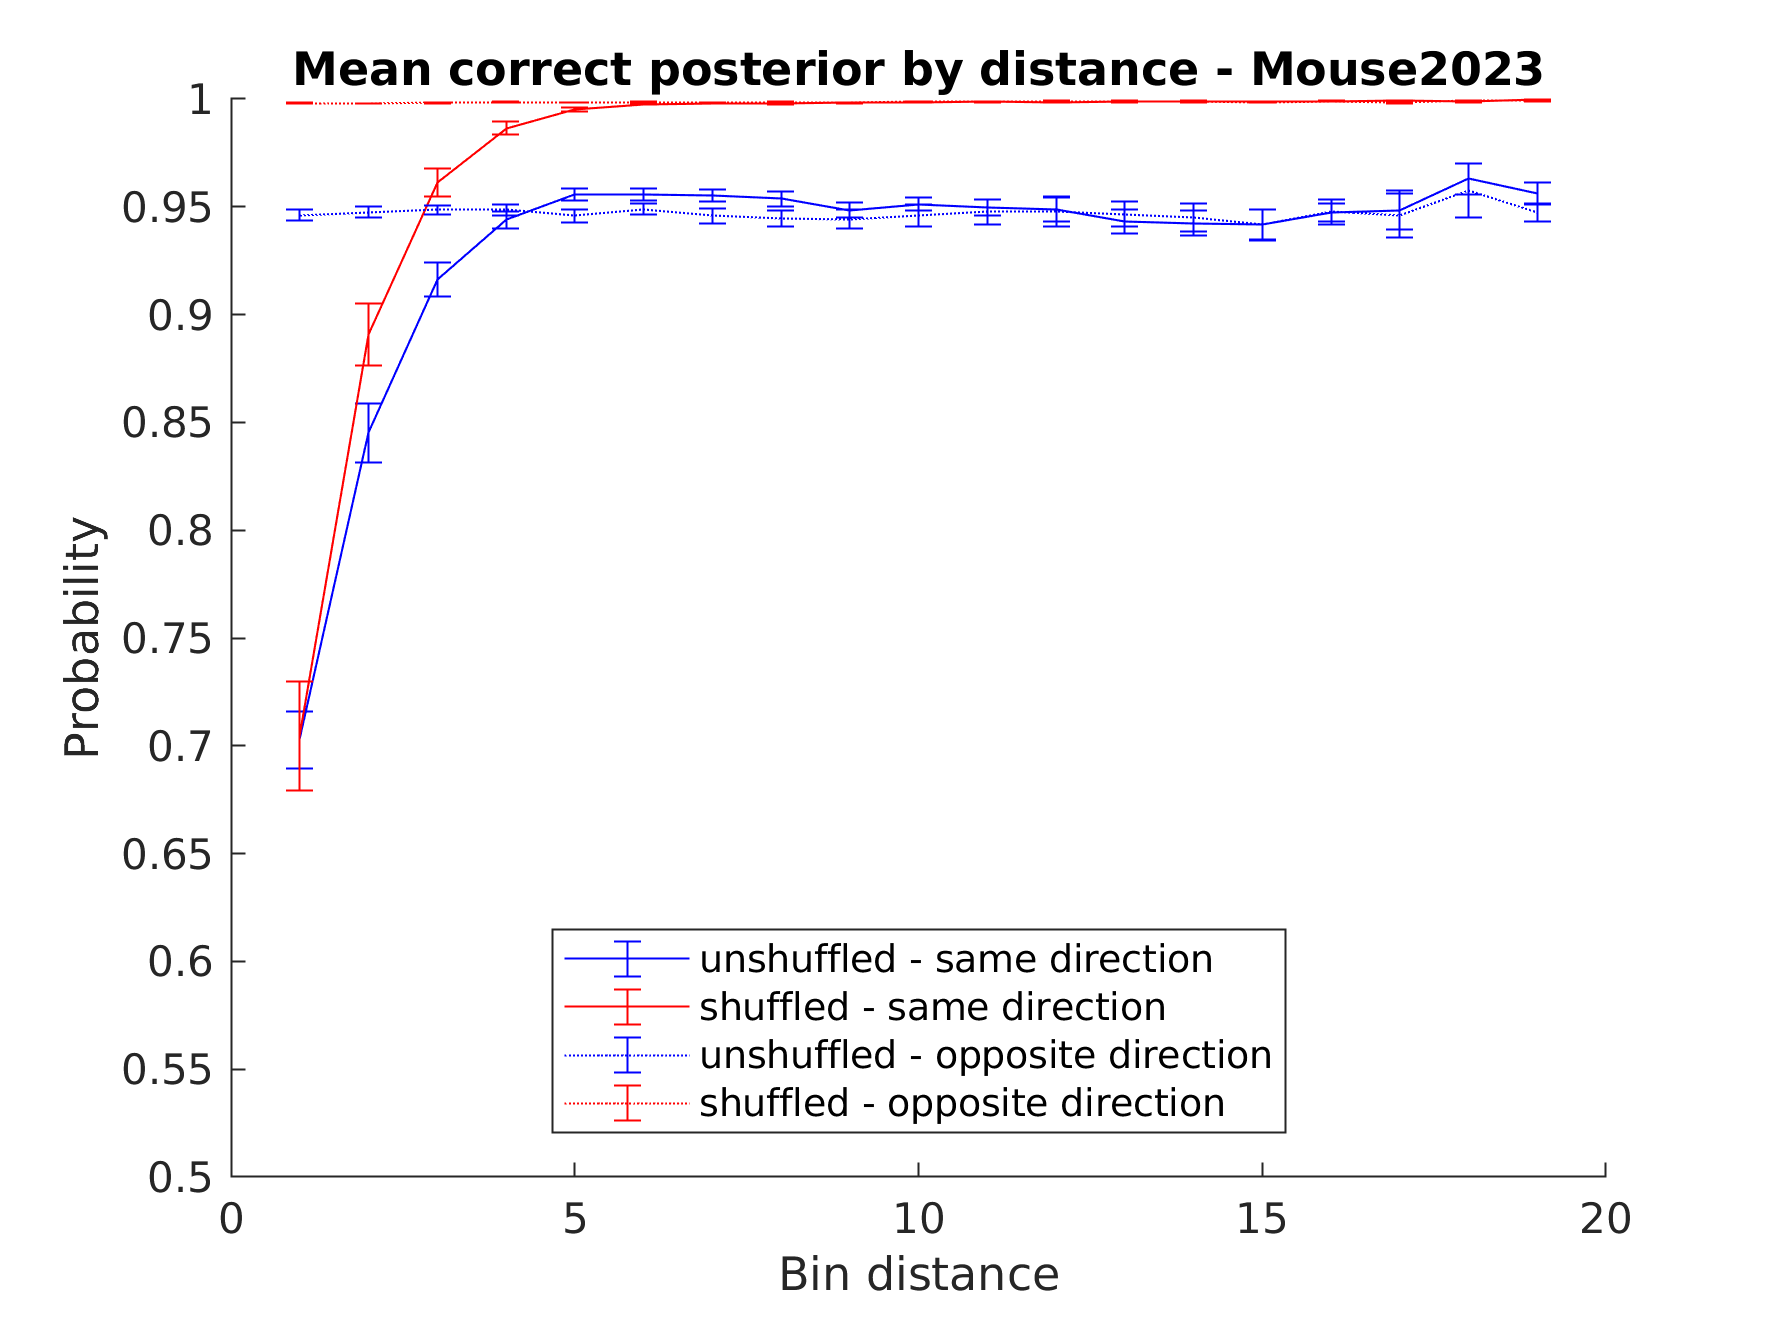 Mean correct posterior by distance - Mouse2023
1
0.95
0.9
0.85
0.8
0.75
0.7
0.65
0.6
0.55
0.5
Probability
unshuffled - same direction
shuffled - same direction
unshuffled - opposite direction
shuffled - opposite direction
0 5 10 15 20
Bin distance